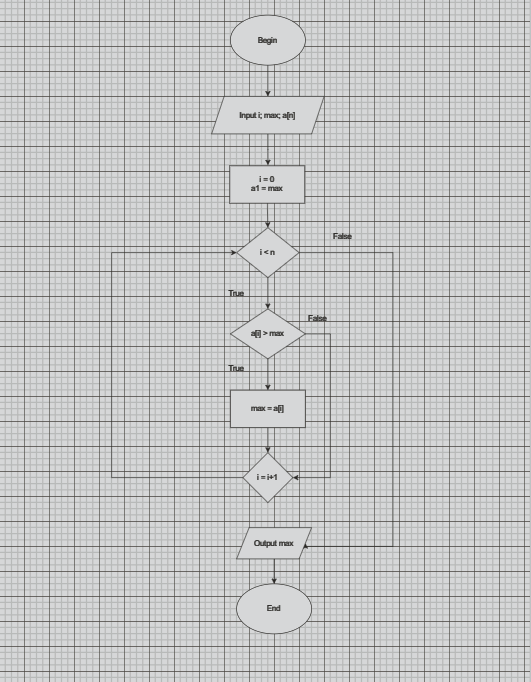 Begin
Input i; max; a[n]
i = 0
a1 = max
i < n
False
True
a[i] > max
False
True
max = a[i]
i = i+1
Output max
End